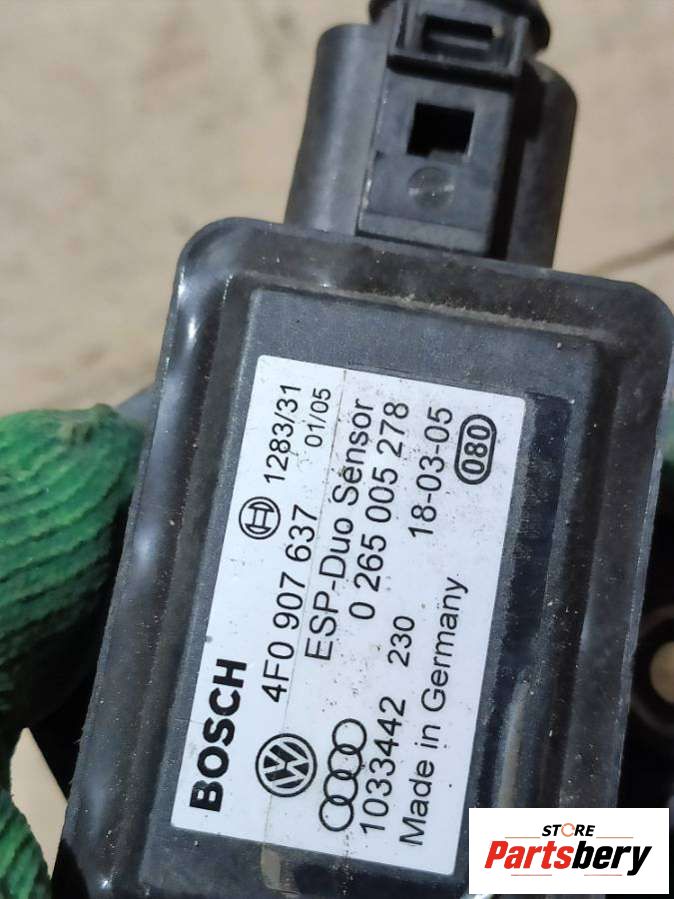 BOSCH
1283/31
4F0 907 637 01/05
ESP-Duo Sensor
0 265 005 278
1033442 230 18-03-05
Made in Germany 080
STORE
Partsbery